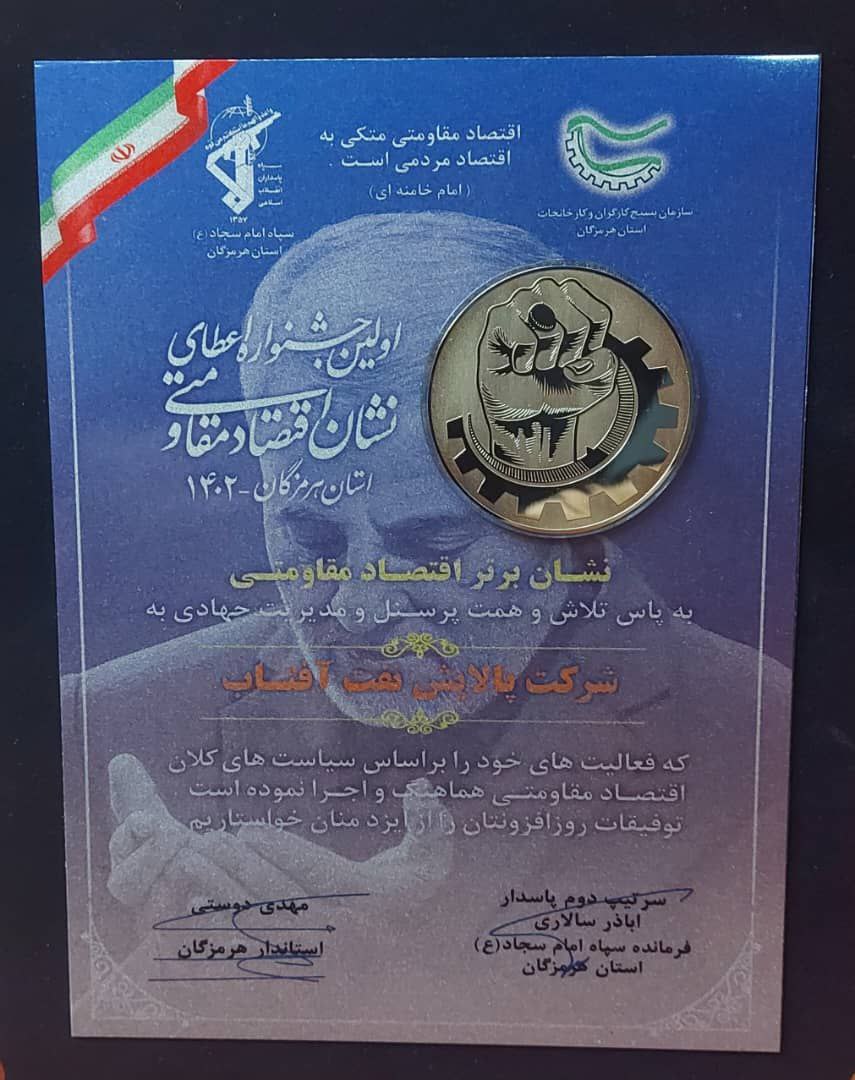 اقتصاد مقاومتی متکی به
اقتصاد مردمی است .
( امام خامنه ای )
سازمان بسیج کارگران و کارخانجات
استان هرمزگان
سپاه
پاسداران
انقلاب
اسلامی
۱۳۵۷
سپاه امام سجاد (ع)
استان هرمزگان
اولین جشنواره اعطای
نشان اقتصاد مقاومتی
استان هرمزگان - ۱۴۰۲
نشان برتر اقتصاد مقاومتی
به پاس تلاش و همت پرسنل و مدیریت جهادی به
شرکت پالایش نفت آفتاب
که فعالیت های خود را براساس سیاست های کلان
اقتصاد مقاومتی هماهنگ و اجرا نموده است .
توفیقات روزافزونتان را از ایزد منان خواستاریم
سرتیپ دوم پاسدار
اباذر سالاری
فرمانده سپاه امام سجاد(ع)
استان هرمزگان
مهدی دوستی
استاندار هرمزگان